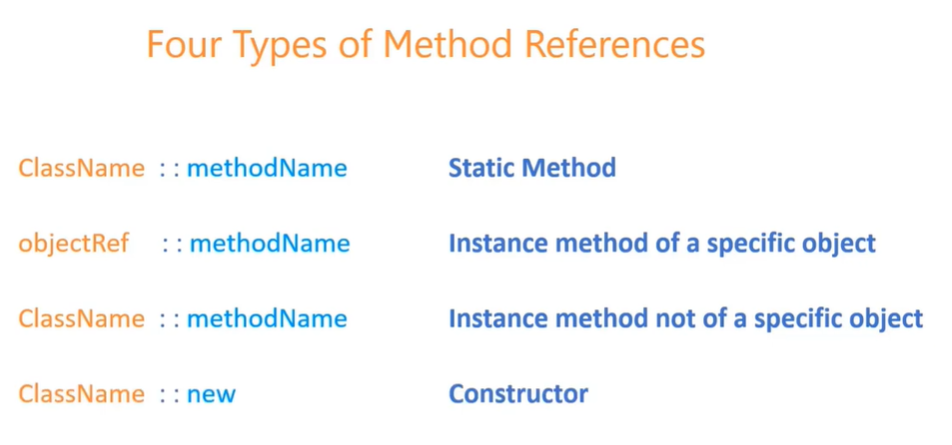 Four Types of Method References
ClassName :: methodName Static Method
objectRef :: methodName Instance method of a specific object
ClassName :: methodName Instance method not of a specific object
ClassName :: new Constructor